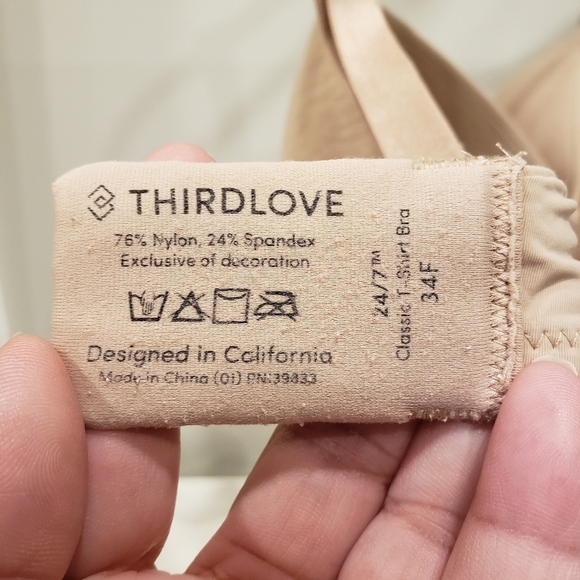 THIRDLOVE
76% Nylon, 24% Spandex
Exclusive of decoration
Designed in California
Made in China (01) PN:39833
24/7™
Classic T-Shirt Bra
34F